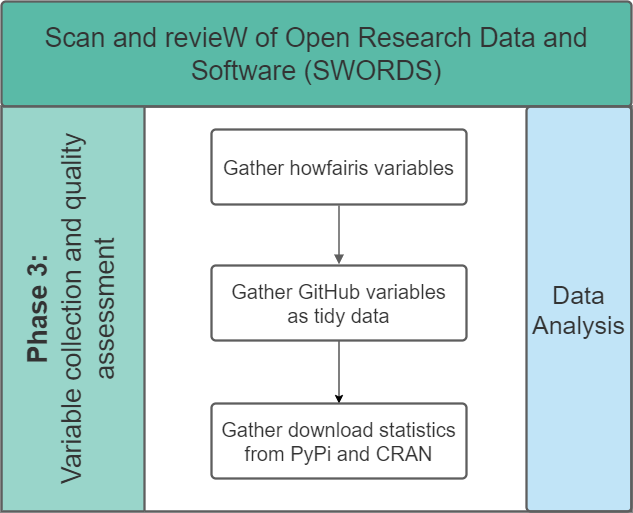 Scan and revieW of Open Research Data and
Software (SWORDS)
Phase 3:
Variable collection and quality
assessment
Gather howfairis variables
Gather GitHub variables
as tidy data
Gather download statistics
from PyPi and CRAN
Data
Analysis